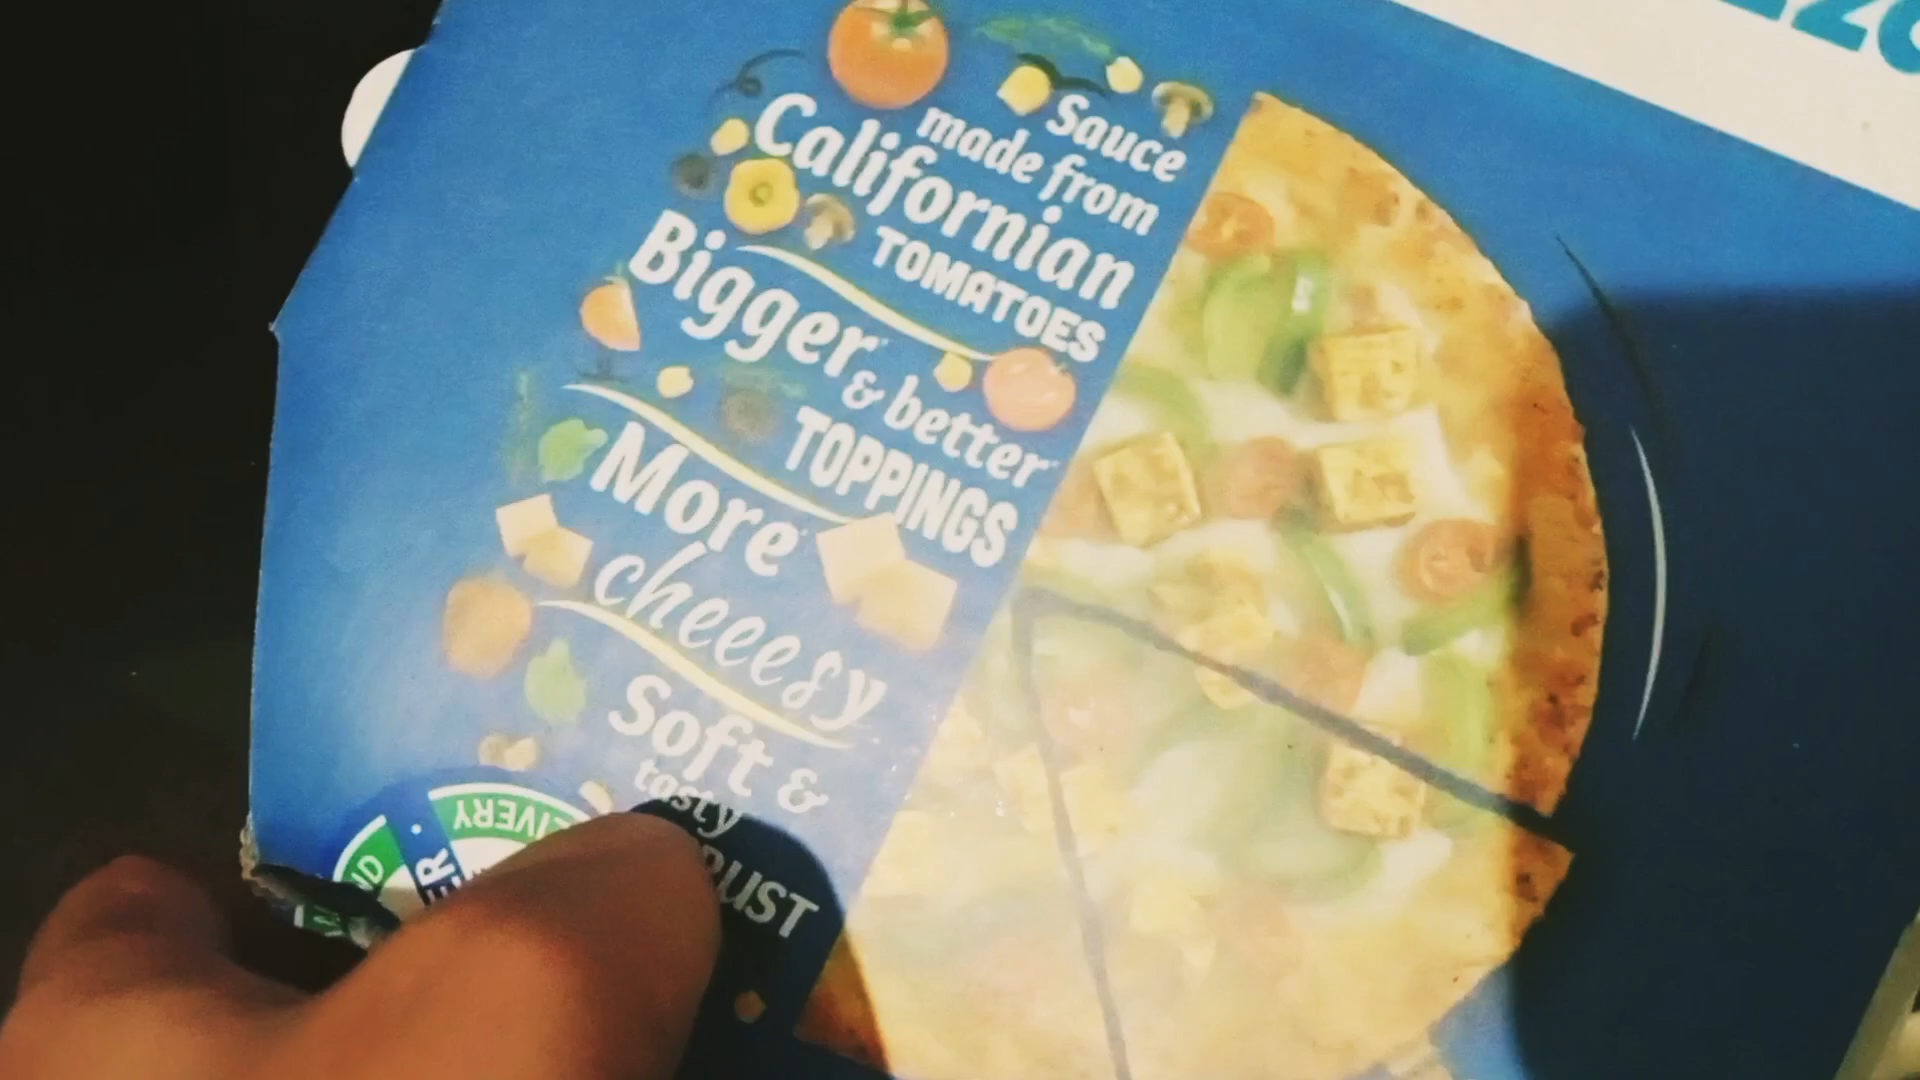 Sauce
made from
Californian
TOMATOES
Bigger
& better
TOPPINGS
More
cheeesy
Soft &
tasty